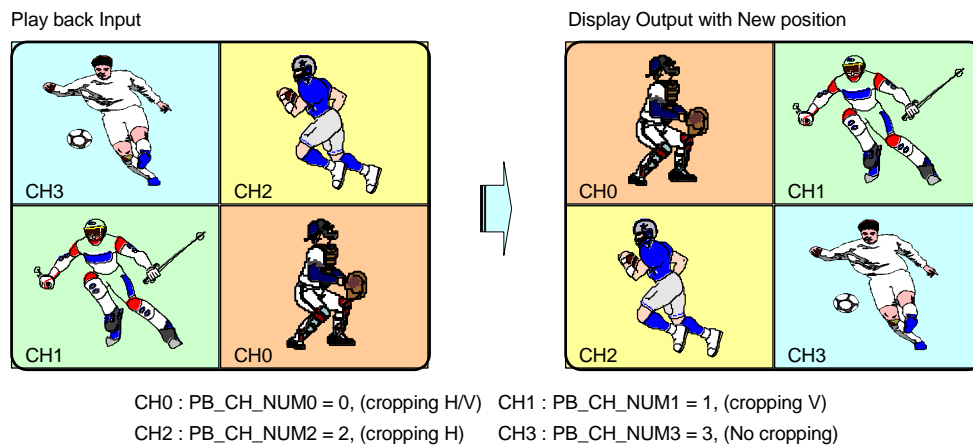 Play back Input
Display Output with New position
CH3
CH2
CH0
CH1
CH1
CH0
CH2
CH3
CH0 : PB_CH_NUM0 = 0, (cropping H/V) CH1 : PB_CH_NUM1 = 1, (cropping V)
CH2 : PB_CH_NUM2 = 2, (cropping H) CH3 : PB_CH_NUM3 = 3, (No cropping)